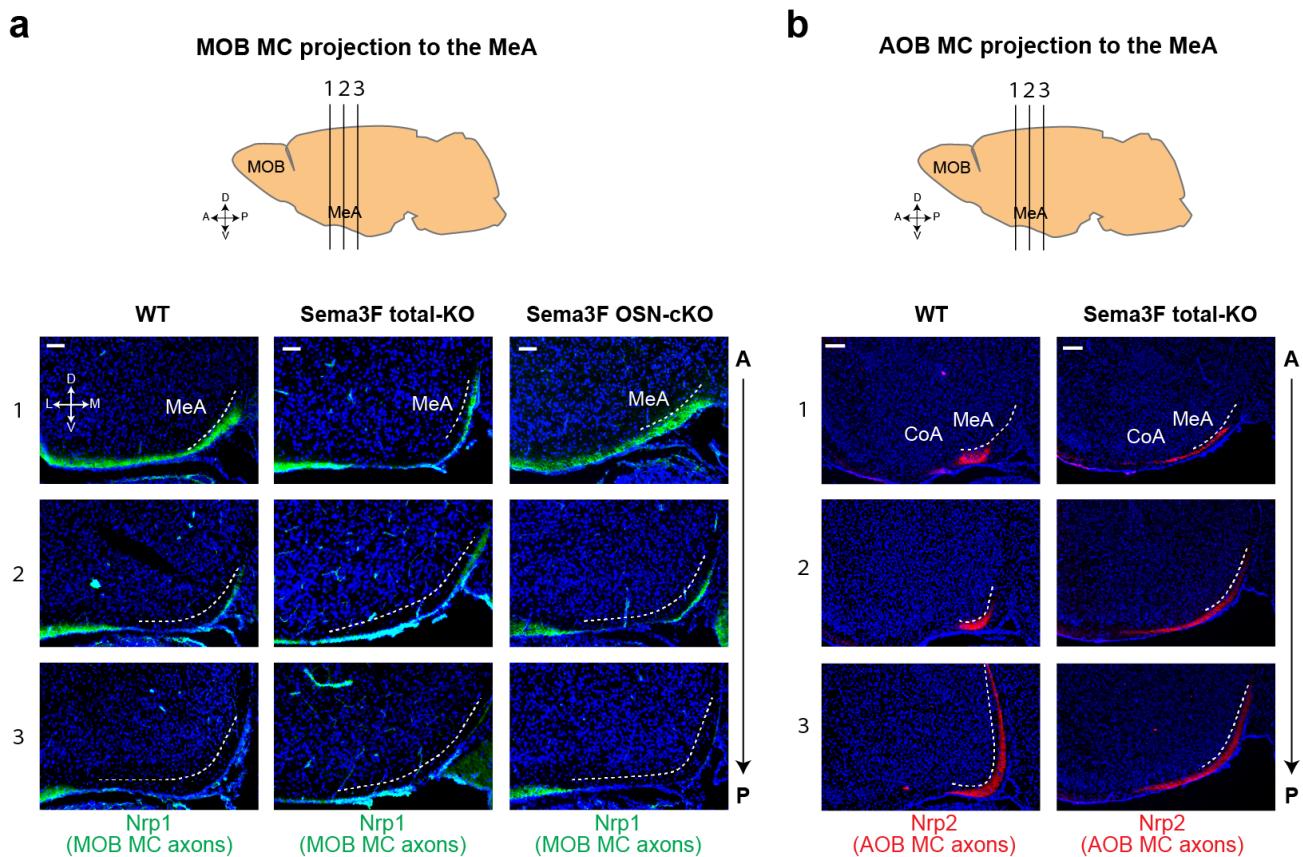 a
MOB MC projection to the MeA
1 2 3
MOB
MeA
D
A P
V
WT
Sema3F total-KO
Sema3F OSN-cKO
1
D
L M
V
MeA
MeA
MeA
A
2
3
P
Nrp1
(MOB MC axons)
Nrp1
(MOB MC axons)
Nrp1
(MOB MC axons)
b
AOB MC projection to the MeA
1 2 3
MOB
MeA
D
A P
V
WT
Sema3F total-KO
1
MeA
CoA
MeA
CoA
A
2
3
P
Nrp2
(AOB MC axons)
Nrp2
(AOB MC axons)